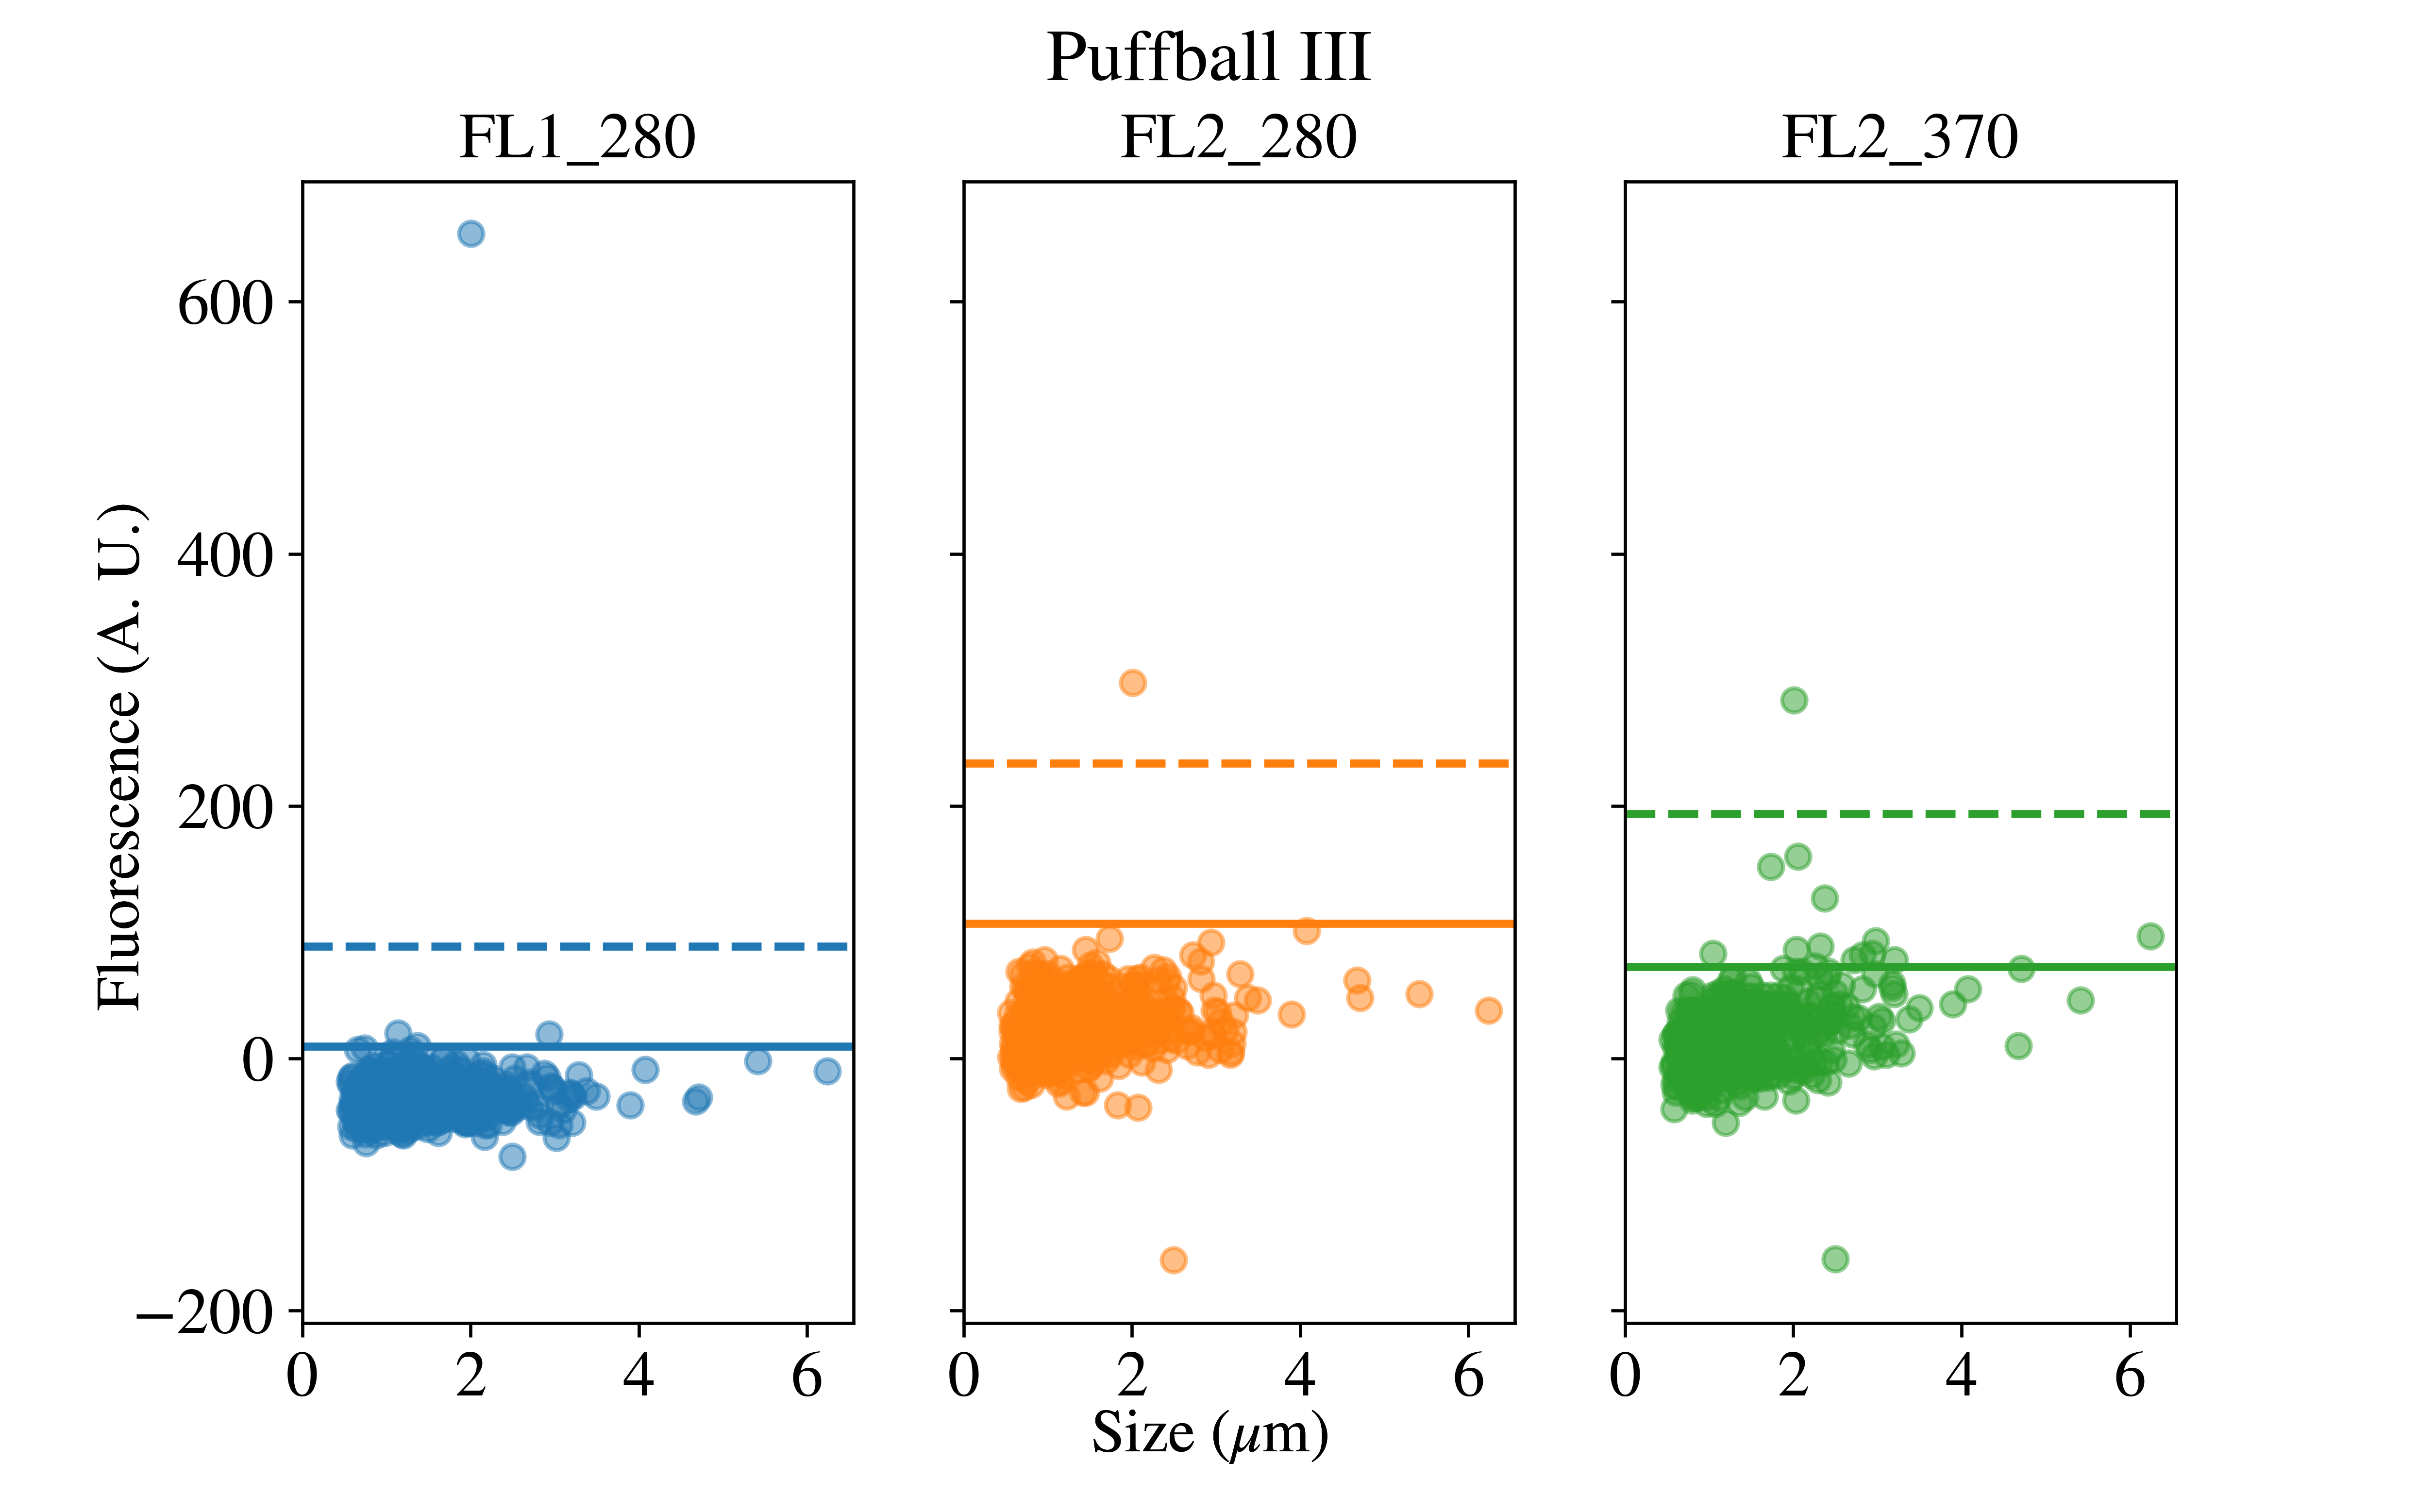 Puffball III
FL1_280 FL2_280 FL2_370
Fluorescence (A. U.)
600
400
200
0
−200
0 2 4 6 0 2 4 6 0 2 4 6
Size (μm)